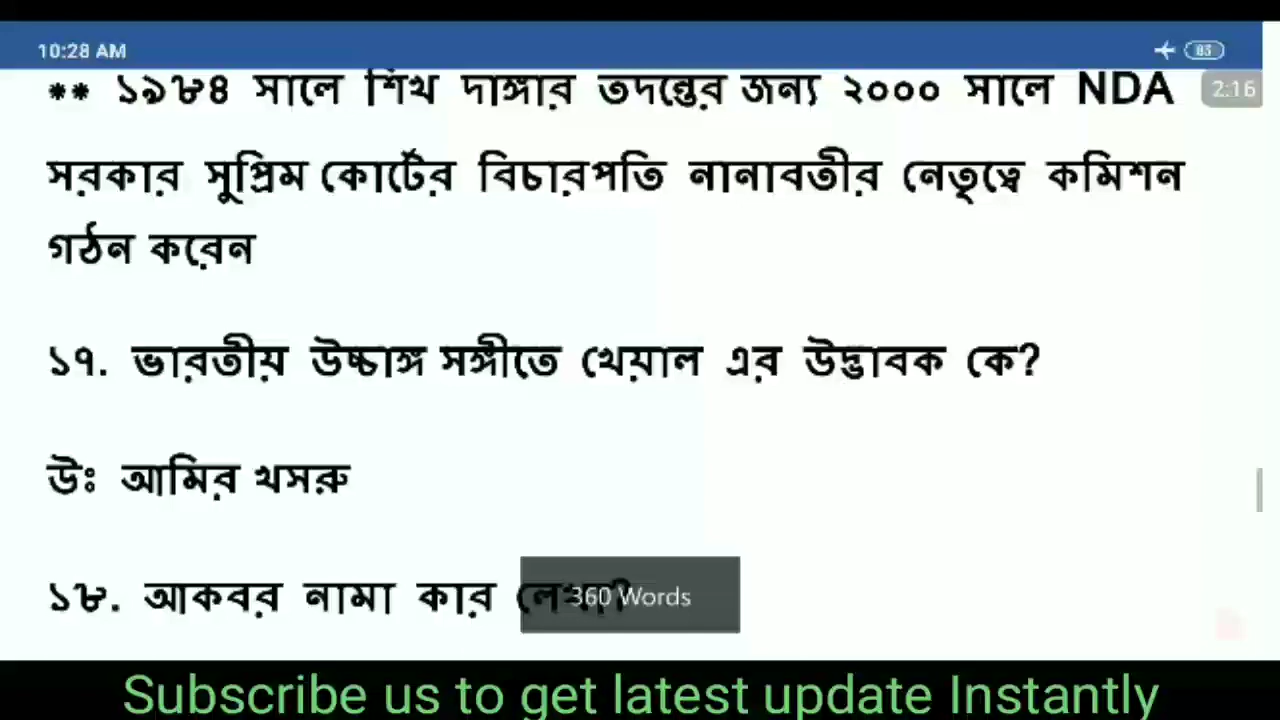 10:28 AM
83
** ১৯৮৪ সালে শিখ দাঙ্গার তদন্তের জন্য ২০০০ সালে NDA
2:16
সরকার সুপ্রিম কোর্টের বিচারপতি নানাবতীর নেতৃত্বে কমিশন
গঠন করেন
১৭. ভারতীয় উচ্চাঙ্গ সঙ্গীতে খেয়াল এর উদ্ভাবক কে?
উঃ আমির খসরু
১৮. আকবর নামা কার লেখা?
360 Words
Subscribe us to get latest update Instantly